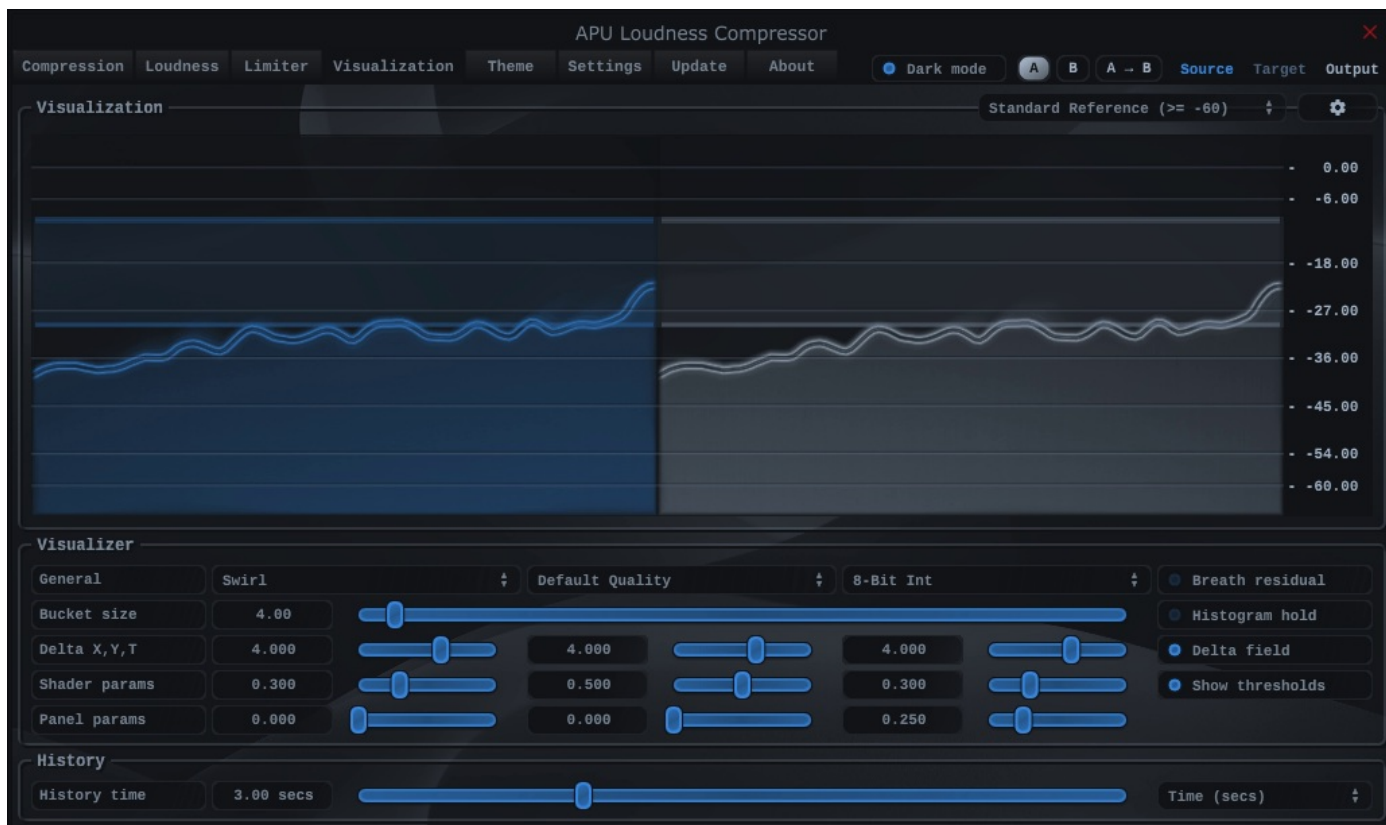 APU Loudness Compressor
Compression Loudness Limiter Visualization Theme Settings Update About Dark mode A B A → B Source Target Output
Visualization Standard Reference (>= -60)
- 0.00
- -6.00
- -18.00
- -27.00
- -36.00
- -45.00
- -54.00
- -60.00
Visualizer
General Swirl Default Quality 8-Bit Int Breath residual
Bucket size 4.00 Histogram hold
Delta X,Y,T 4.000 4.000 4.000 Delta field
Shader params 0.300 0.500 0.300 Show thresholds
Panel params 0.000 0.000 0.250
History
History time 3.00 secs Time (secs)